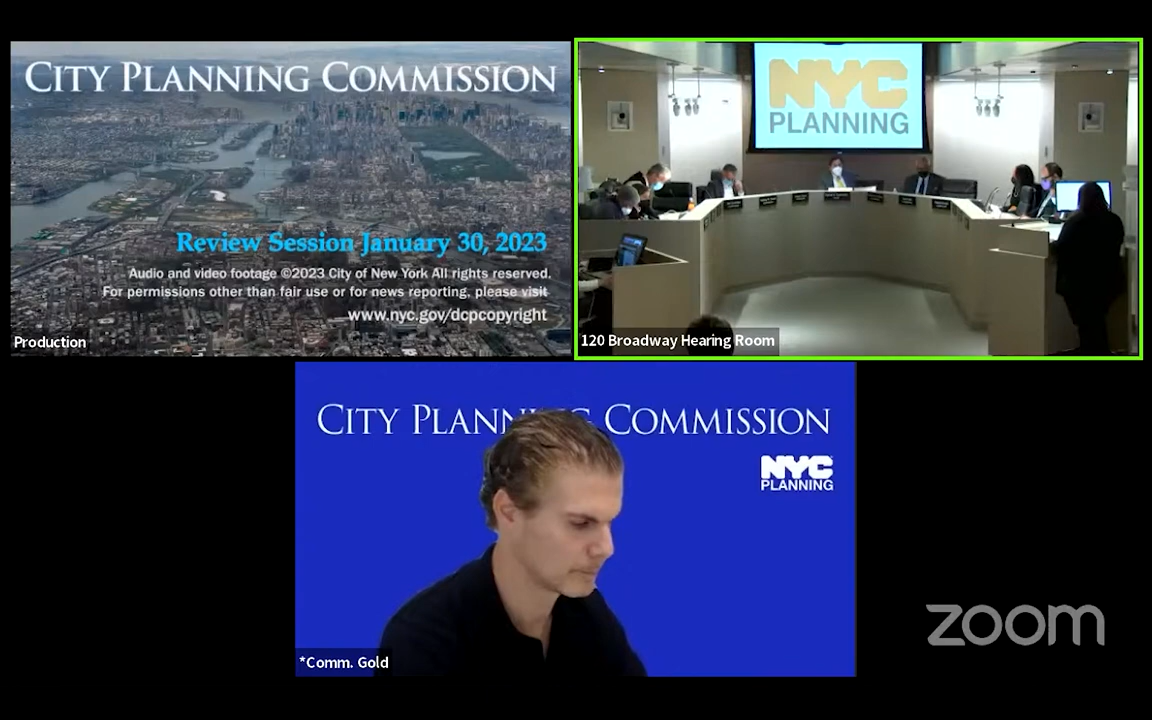 CITY PLANNING COMMISSION
Review Session January 30, 2023
Audio and video footage ©2023 City of New York All rights reserved.
For permissions other than fair use or for news reporting, please visit
www.nyc.gov/dcpcopyright
Production
NYC
PLANNING
120 Broadway Hearing Room
CITY PLANNING COMMISSION
NYC
PLANNING
*Comm. Gold
zoom